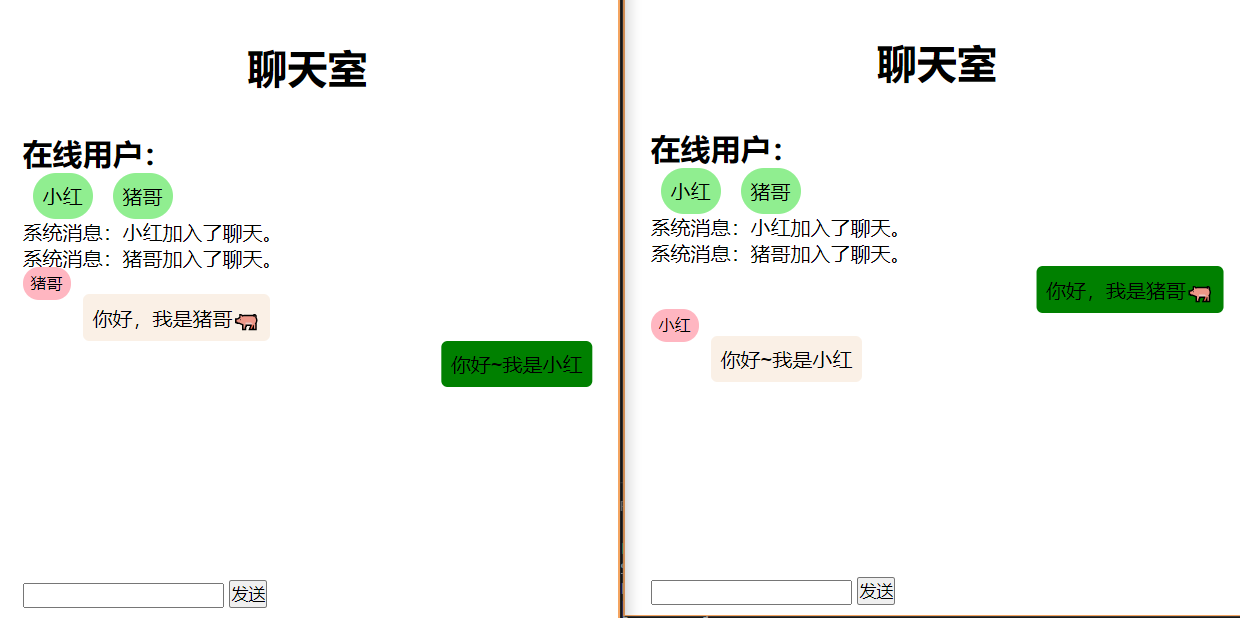 聊天室
在线用户：
小红 猪哥
系统消息：小红加入了聊天。
系统消息：猪哥加入了聊天。
猪哥
你好，我是猪哥🐖
你好~我是小红
发送
聊天室
在线用户：
小红 猪哥
系统消息：小红加入了聊天。
系统消息：猪哥加入了聊天。
你好，我是猪哥🐖
小红
你好~我是小红
发送